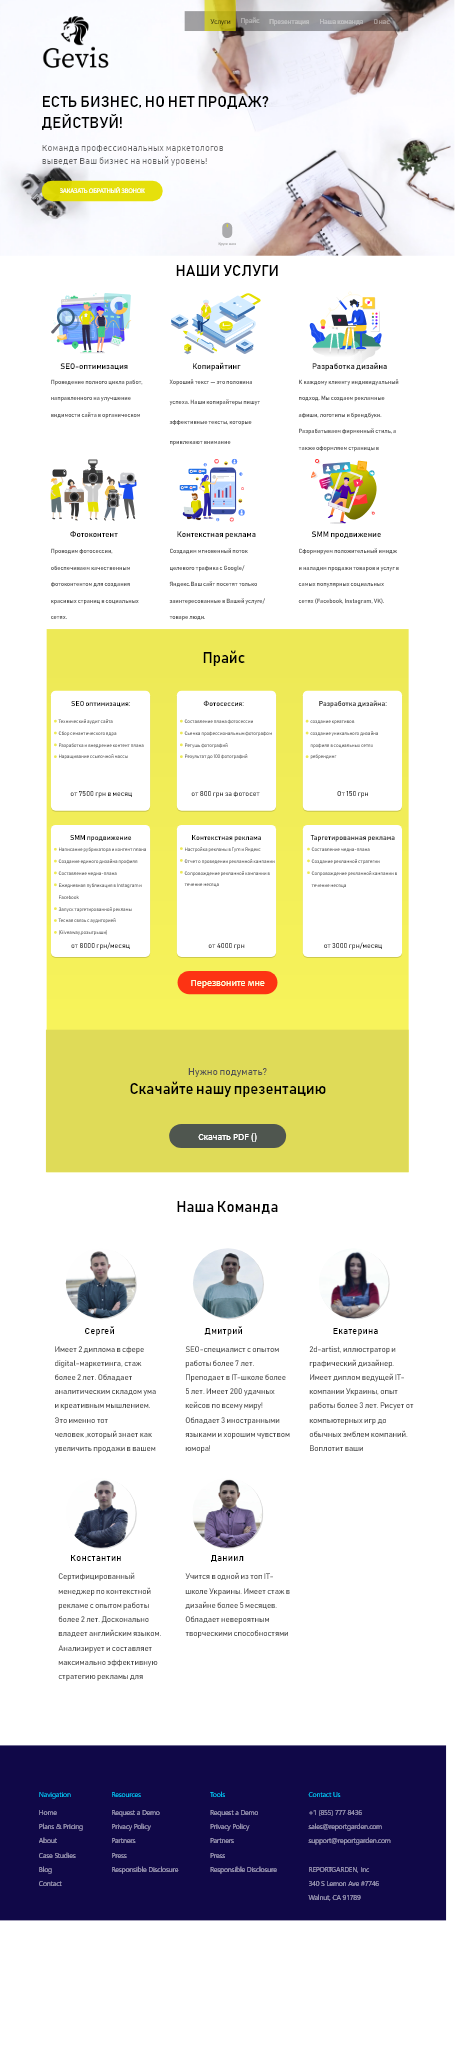 Услуги Прайс Презентация Наша команда О нас
Gevis
ЕСТЬ БИЗНЕС, НО НЕТ ПРОДАЖ?
ДЕЙСТВУЙ!
Команда профессиональных маркетологов
выведет Ваш бизнес на новый уровень!
ЗАКАЗАТЬ ОБРАТНЫЙ ЗВОНОК
НАШИ УСЛУГИ
SEO-оптимизация
Проведение полного цикла работ,
направленного на улучшение
видимости сайта в органическом
Копирайтинг
Хороший текст — это половина
успеха. Наши копирайтеры пишут
эффективные тексты, которые
привлекают внимание
Разработка дизайна
К каждому клиенту индивидуальный
подход. Мы создаем рекламные
афиши, логотипы и брендбуки.
Разрабатываем фирменный стиль, а
также оформляем страницы в
Фотоконтент
Проводим фотосессии,
обеспечиваем качественным
фотоконтентом для создания
красивых страниц в социальных
сетях.
Контекстная реклама
Создадим мгновенный поток
целевого трафика с Google/
Яндекс.Ваш сайт посетят только
заинтересованные в Вашей услуге/
товаре люди.
SMM продвижение
Сформируем положительный имидж
и наладим продажи товаров и услуг в
самых популярных социальных
сетях (Facebook, Instagram, VK).
Прайс
SEO оптимизация:
Технический аудит сайта
Сбор семантического ядра
Разработка и внедрение контент плана
Наращивание ссылочной массы
от 7500 грн в месяц
Фотосессия:
Составление плана фотосессии
Съемка профессиональным фотографом
Ретушь фотографий
Результат до 100 фотографий
от 800 грн за фотосет
Разработка дизайна:
создание креативов
создание уникального дизайна
профиля в социальных сетях
ребрендинг
От 150 грн
SMM продвижение
Написание рубрикатора и контент плана
Создание единого дизайна профиля
Составление медиа-плана
Ежедневная публикация в Instagram и
Facebook
Запуск таргетированной рекламы
Тесная связь с аудиторией
(Giveaway,розыгрыши)
от 8000 грн/месяц
Контекстная реклама
Настройка рекламы в Гугл и Яндекс
Отчет о проведении рекламной кампании
Сопровождение рекламной кампании в
течение месяца
от 4000 грн
Таргетированная реклама
Составление медиа-плана
Создание рекламной стратегии
Сопровождение рекламной кампании в
течение месяца
от 3000 грн/месяц
Перезвоните мне
Нужно подумать?
Скачайте нашу презентацию
Скачать PDF ()
Наша Команда
Сергей
Имеет 2 диплома в сфере
digital-маркетинга, стаж
более 2 лет. Обладает
аналитическим складом ума
и креативным мышлением.
Это именно тот
человек ,который знает как
увеличить продажи в вашем
Дмитрий
SEO-специалист с опытом
работы более 7 лет.
Преподает в IT-школе более
5 лет. Имеет 200 удачных
кейсов по всему миру!
Обладает 3 иностранными
языками и хорошим чувством
юмора!
Екатерина
2d-artist, иллюстратор и
графический дизайнер.
Имеет диплом ведущей IT-
компании Украины, опыт
работы более 3 лет. Рисует от
компьютерных игр до
обычных эмблем компаний.
Воплотит ваши
Константин
Сертифицированный
менеджер по контекстной
рекламе с опытом работы
более 2 лет. Досконально
владеет английским языком.
Анализирует и составляет
максимально эффективную
стратегию рекламы для
Даниил
Учится в одной из топ IT-
школе Украины. Имеет стаж в
дизайне более 5 месяцев.
Обладает невероятным
творческими способностями
Navigation
Home
Plans & Pricing
About
Case Studies
Blog
Contact
Resources
Request a Demo
Privacy Policy
Partners
Press
Responsible Disclosure
Tools
Request a Demo
Privacy Policy
Partners
Press
Responsible Disclosure
Contact Us
+1 (855) 777 8436
sales@reportgarden.com
support@reportgarden.com
REPORTGARDEN, Inc
340 S Lemon Ave #7746
Walnut, CA 91789